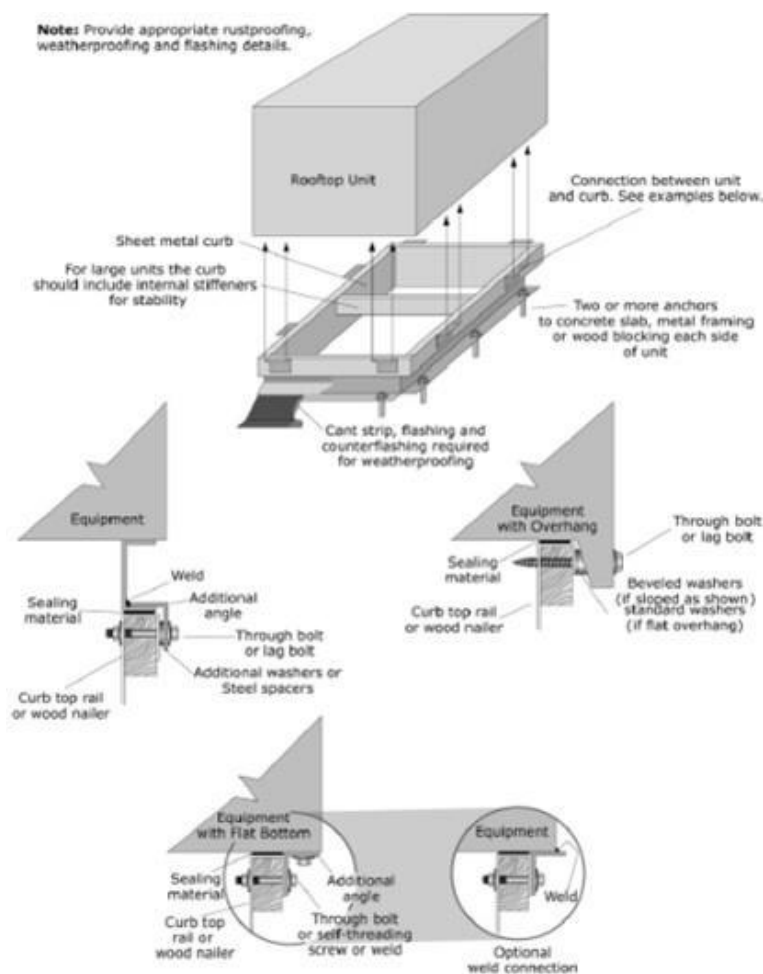 Note: Provide appropriate rustproofing,
weatherproofing and flashing details.
Rooftop Unit
Connection between unit
and curb. See examples below.
Sheet metal curb
For large units the curb
should include internal stiffeners
for stability
Two or more anchors
to concrete slab, metal framing
or wood blocking each side
of unit
Cant strip, flashing and
counterflashing required
for weatherproofing
Equipment
Weld
Additional
angle
Sealing
material
Through bolt
or lag bolt
Additional washers or
Steel spacers
Curb top rail
or wood nailer
Equipment
with Overhang
Through bolt
or lag bolt
Sealing
material
Beveled washers
(if sloped as shown)
standard washers
(if flat overhang)
Curb top rail
or wood nailer
Equipment
with Flat Bottom
Sealing
material
Additional
angle
Curb top
rail or
wood nailer
Through bolt
or self-threading
screw or weld
Equipment
Weld
Optional
weld connection